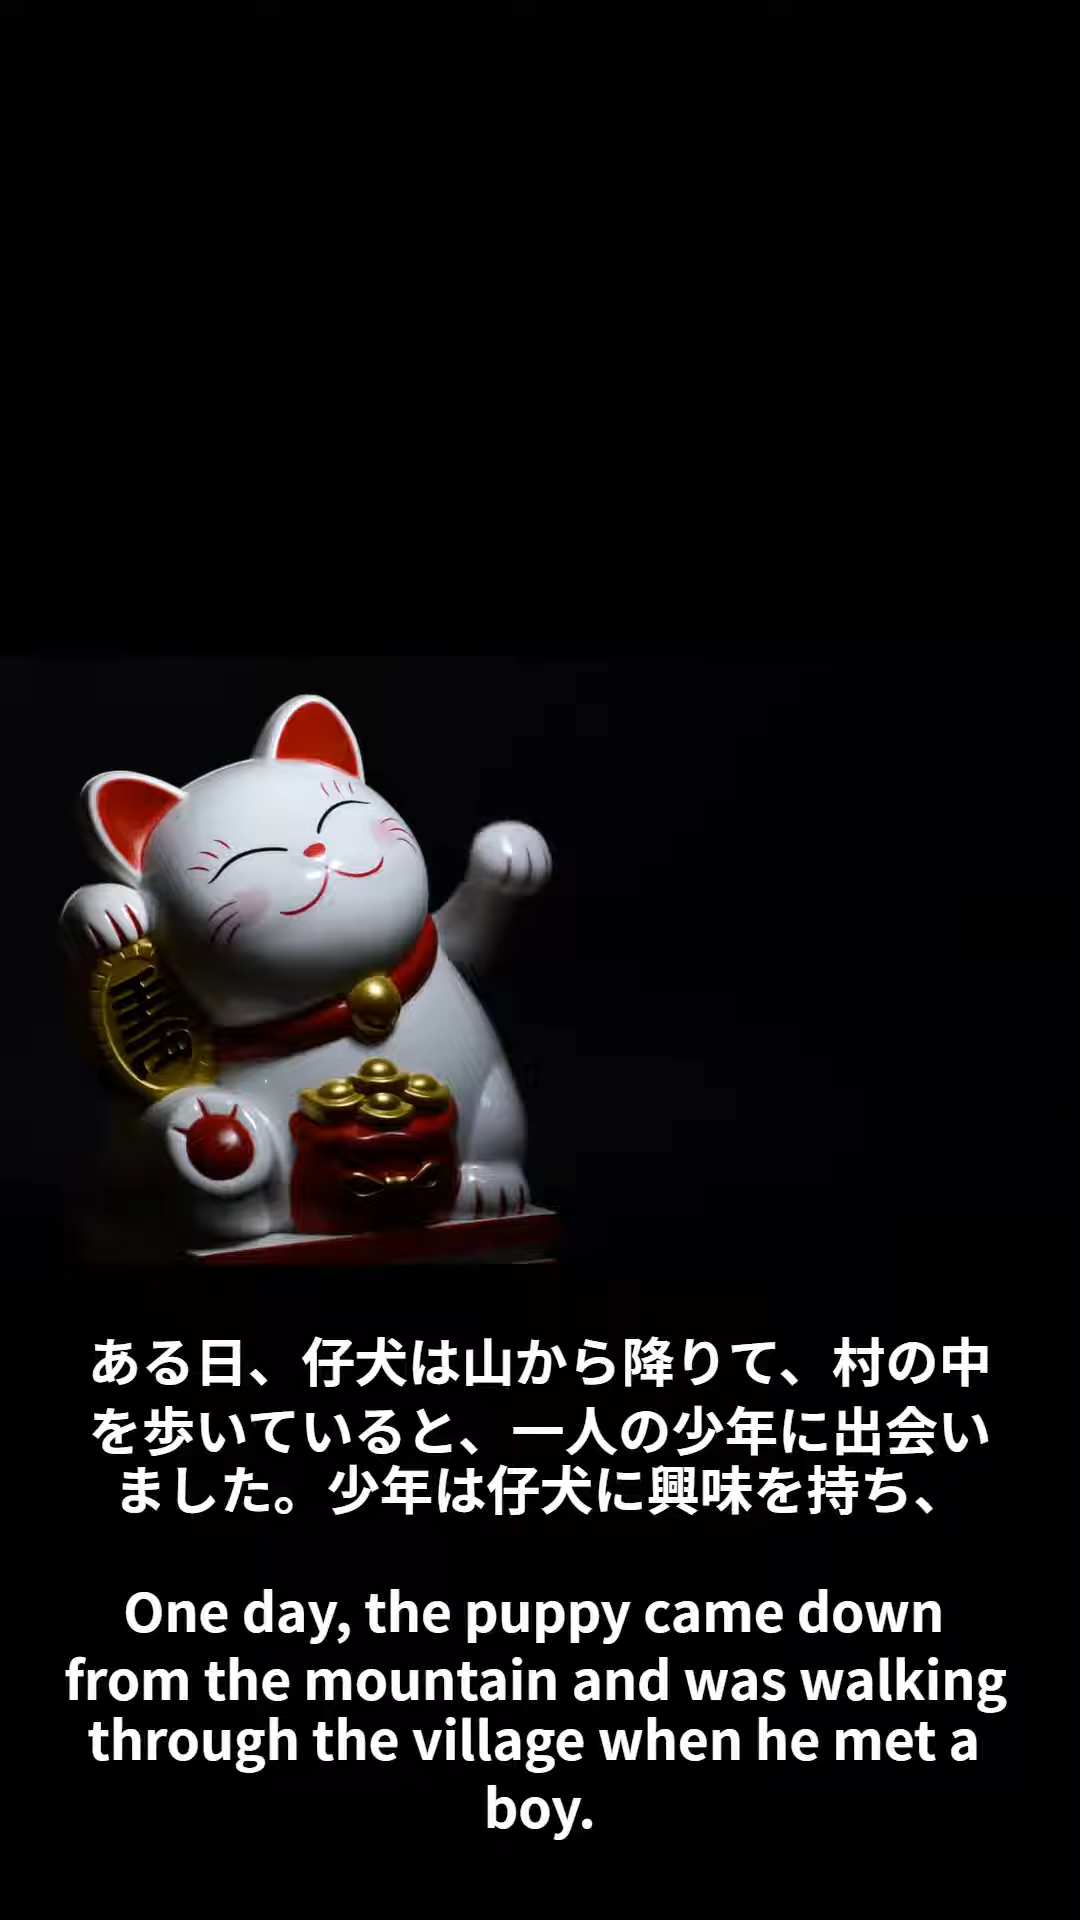 ある日、仔犬は山から降りて、村の中
を歩いていると、一人の少年に出会い
ました。少年は仔犬に興味を持ち、
One day, the puppy came down
from the mountain and was walking
through the village when he met a
boy.